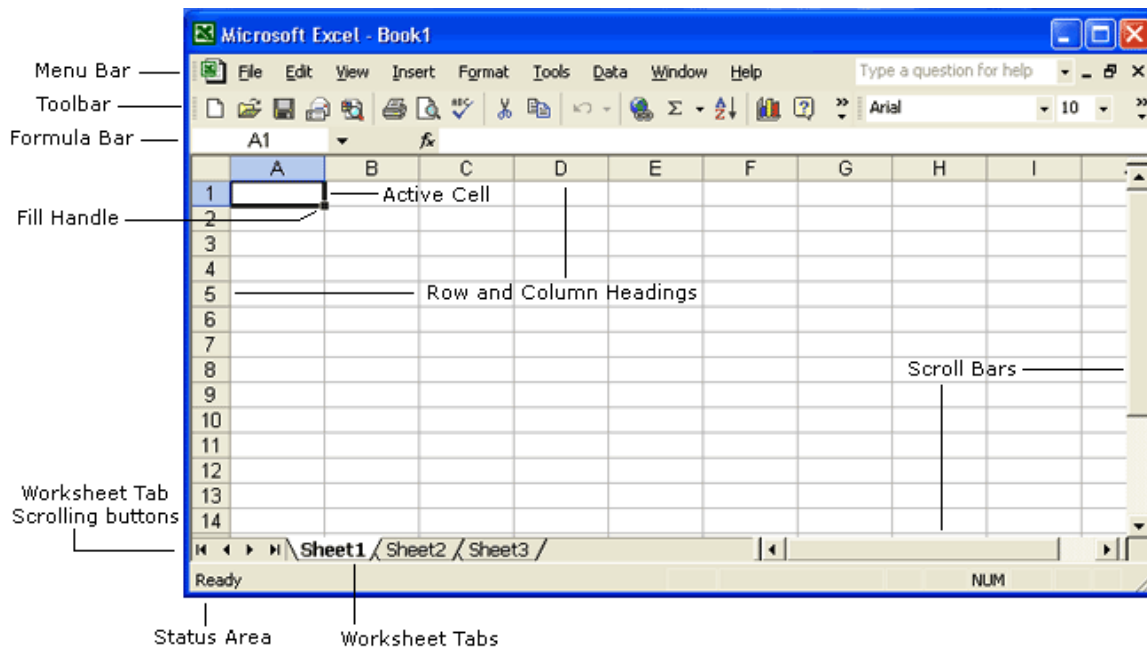 Microsoft Excel - Book1
Menu Bar
File Edit View Insert Format Tools Data Window Help Type a question for help
Toolbar
ABC Σ A Z ? » Arial 10 »
Formula Bar
A1 fx
A B C D E F G H I
1
Active Cell
Fill Handle
2
3
4
5
Row and Column Headings
6
7
8
Scroll Bars
9
10
11
12
13
14
Worksheet Tab
Scrolling buttons
Sheet1 Sheet2 Sheet3
Ready NUM
Status Area
Worksheet Tabs